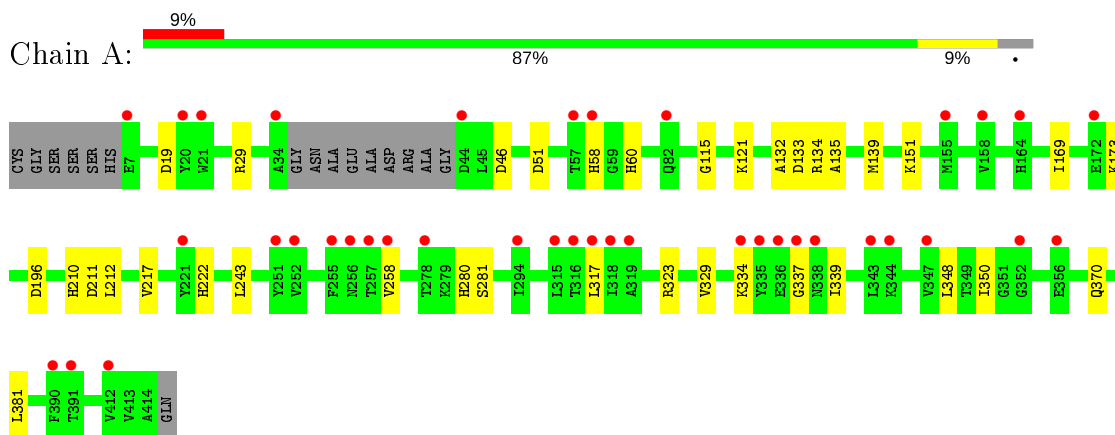 9%
Chain A:
87% 9% •
CYS GLY SER SER SER HIS E7 D19 Y20 W21 R29 A34 GLY ASN ALA GLU ALA ASP ARG ALA GLY D44 L45 D46 D51 T57 H58 G59 H60 Q82 G115 K121 A132 D133 R134 A135 M139 K151 M155 V158 H164 I169 E172 K173
D196 H210 D211 L212 V217 Y221 H222 L243 Y251 V252 F255 N256 T257 V258 T278 K279 H280 S281 I294 L315 T316 L317 I318 A319 R323 V329 K334 Y335 E336 G337 N338 I339 L343 K344 V347 L348 T349 I350 G351 G352 E356 Q370
L381 F390 T391 V412 V413 A414 GLN